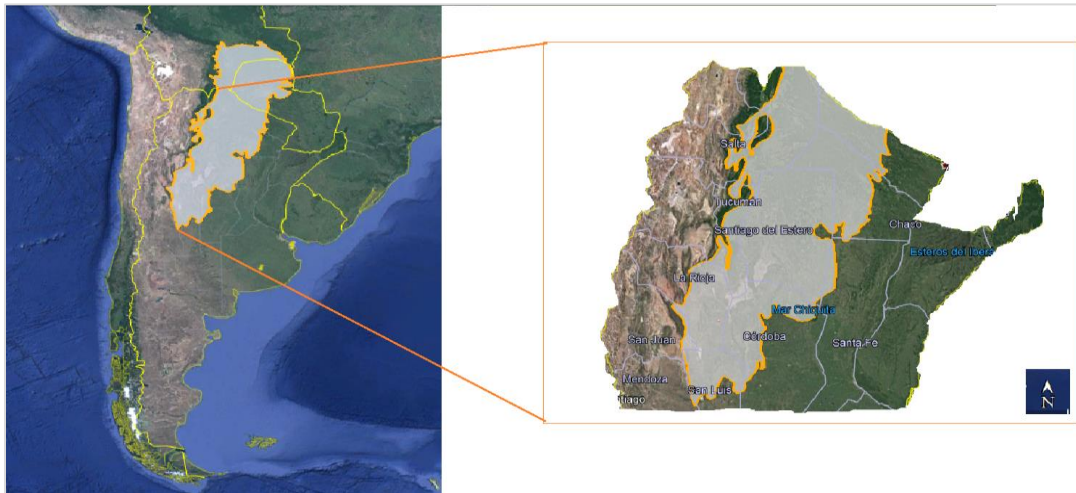 Salta
Tucumán
Chaco
Santiago del Estero
Esteros del Iberá
La Rioja
Mar Chiquita
San Juan
Córdoba
Santa Fe
Mendoza
San Luis
tiago
N